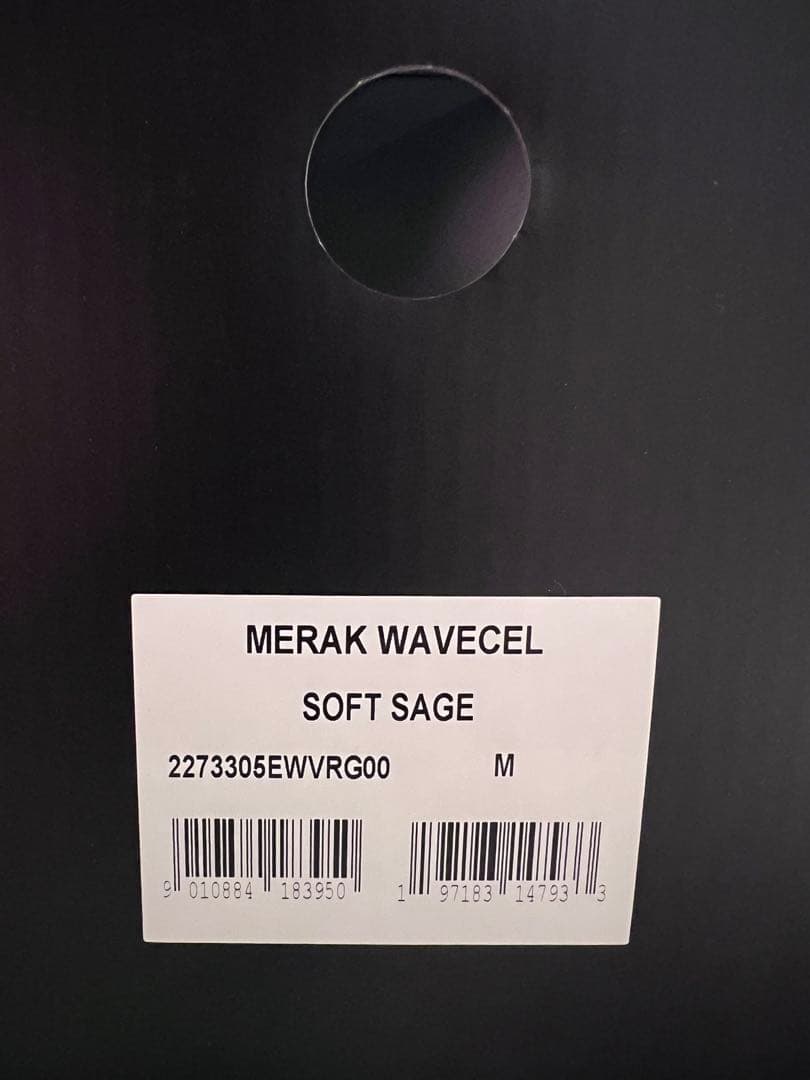 MERAK WAVECEL
SOFT SAGE
2273305EWVRG00 M
9 010884 183950 1 97183 14793 3